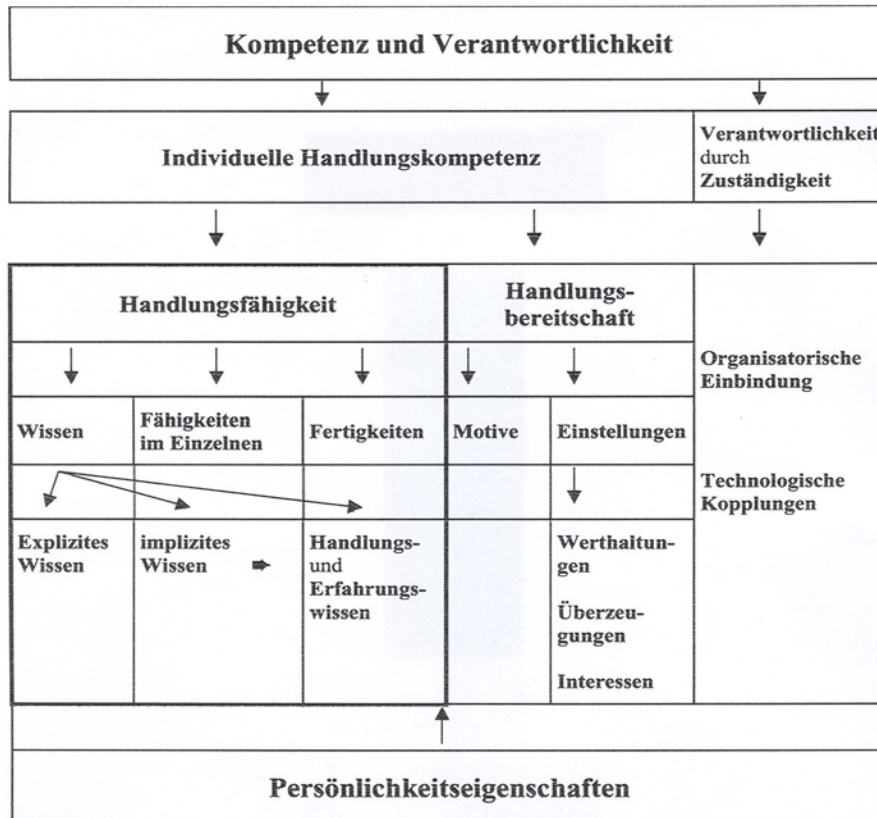 Kompetenz und Verantwortlichkeit
Individuelle Handlungskompetenz
Verantwortlichkeit
durch
Zuständigkeit
Handlungsfähigkeit
Handlungs-
bereitschaft
Organisatorische
Einbindung
Wissen
Fähigkeiten
im Einzelnen
Fertigkeiten
Motive
Einstellungen
Technologische
Kopplungen
Explizites
Wissen
implizites
Wissen
Handlungs-
und
Erfahrungs-
wissen
Werthaltun-
gen
Überzeu-
gungen
Interessen
Persönlichkeitseigenschaften